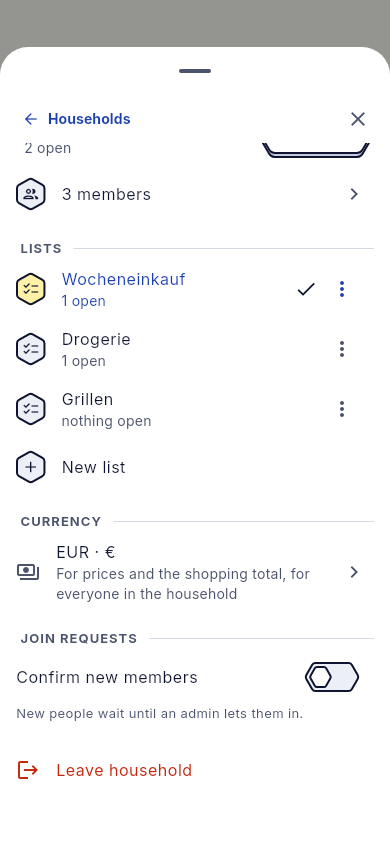 Households
2 open
3 members
LISTS
Wocheneinkauf
1 open
Drogerie
1 open
Grillen
nothing open
New list
CURRENCY
EUR · €
For prices and the shopping total, for
everyone in the household
JOIN REQUESTS
Confirm new members
New people wait until an admin lets them in.
Leave household